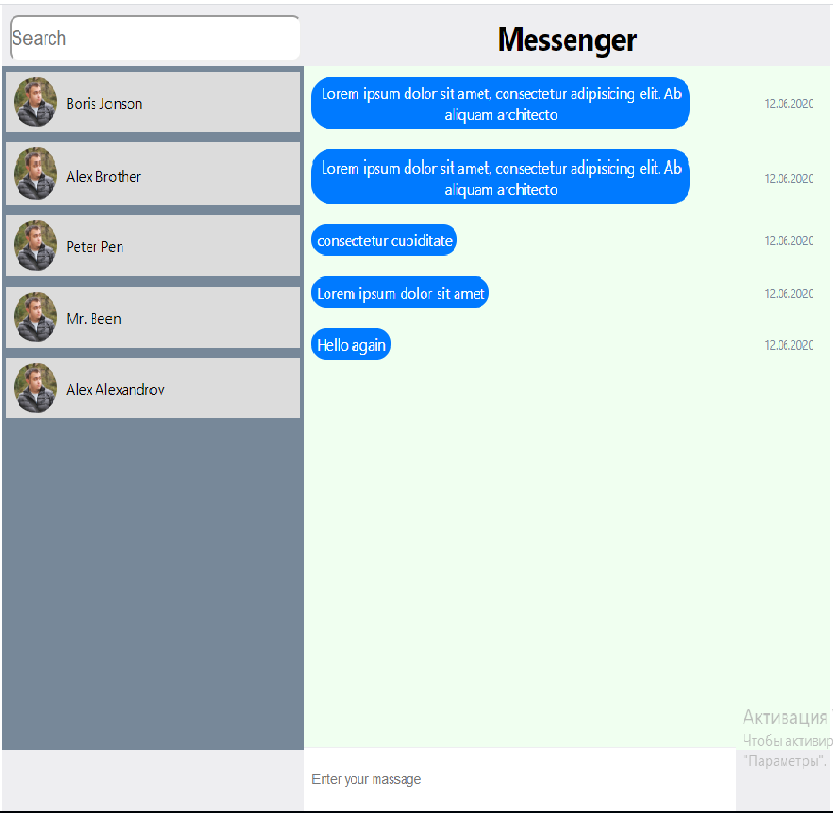 Search
Messenger
Boris Jonson
Alex Brother
Peter Pen
Mr. Been
Alex Alexandrov
Lorem ipsum dolor sit amet, consectetur adipiisicing elit. Ab
aliquam architecto
12.06.2020
Lorem ipsum dolor sit amet, consectetur adipiisicing elit. Ab
aliquam architecto
12.06.2020
consectetur cupiditate
12.06.2020
Lorem ipsum dolor sit amet
12.06.2020
Hello again
12.06.2020
Enter your massage
Активация
Чтобы активир
"Параметры".